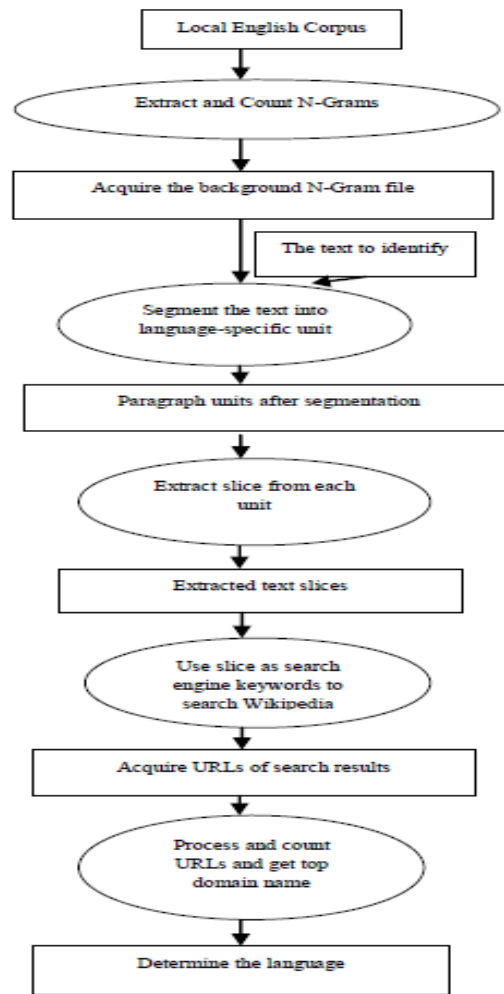 Local English Corpus
Extract and Count N-Grams
Acquire the background N-Gram file
The text to identify
Segment the text into
language-specific unit
Paragraph units after segmentation
Extract slice from each
unit
Extracted text slices
Use slice as search
engine keywords to
search Wikipedia
Acquire URLs of search results
Process and count
URLs and get top
domain name
Determine the language